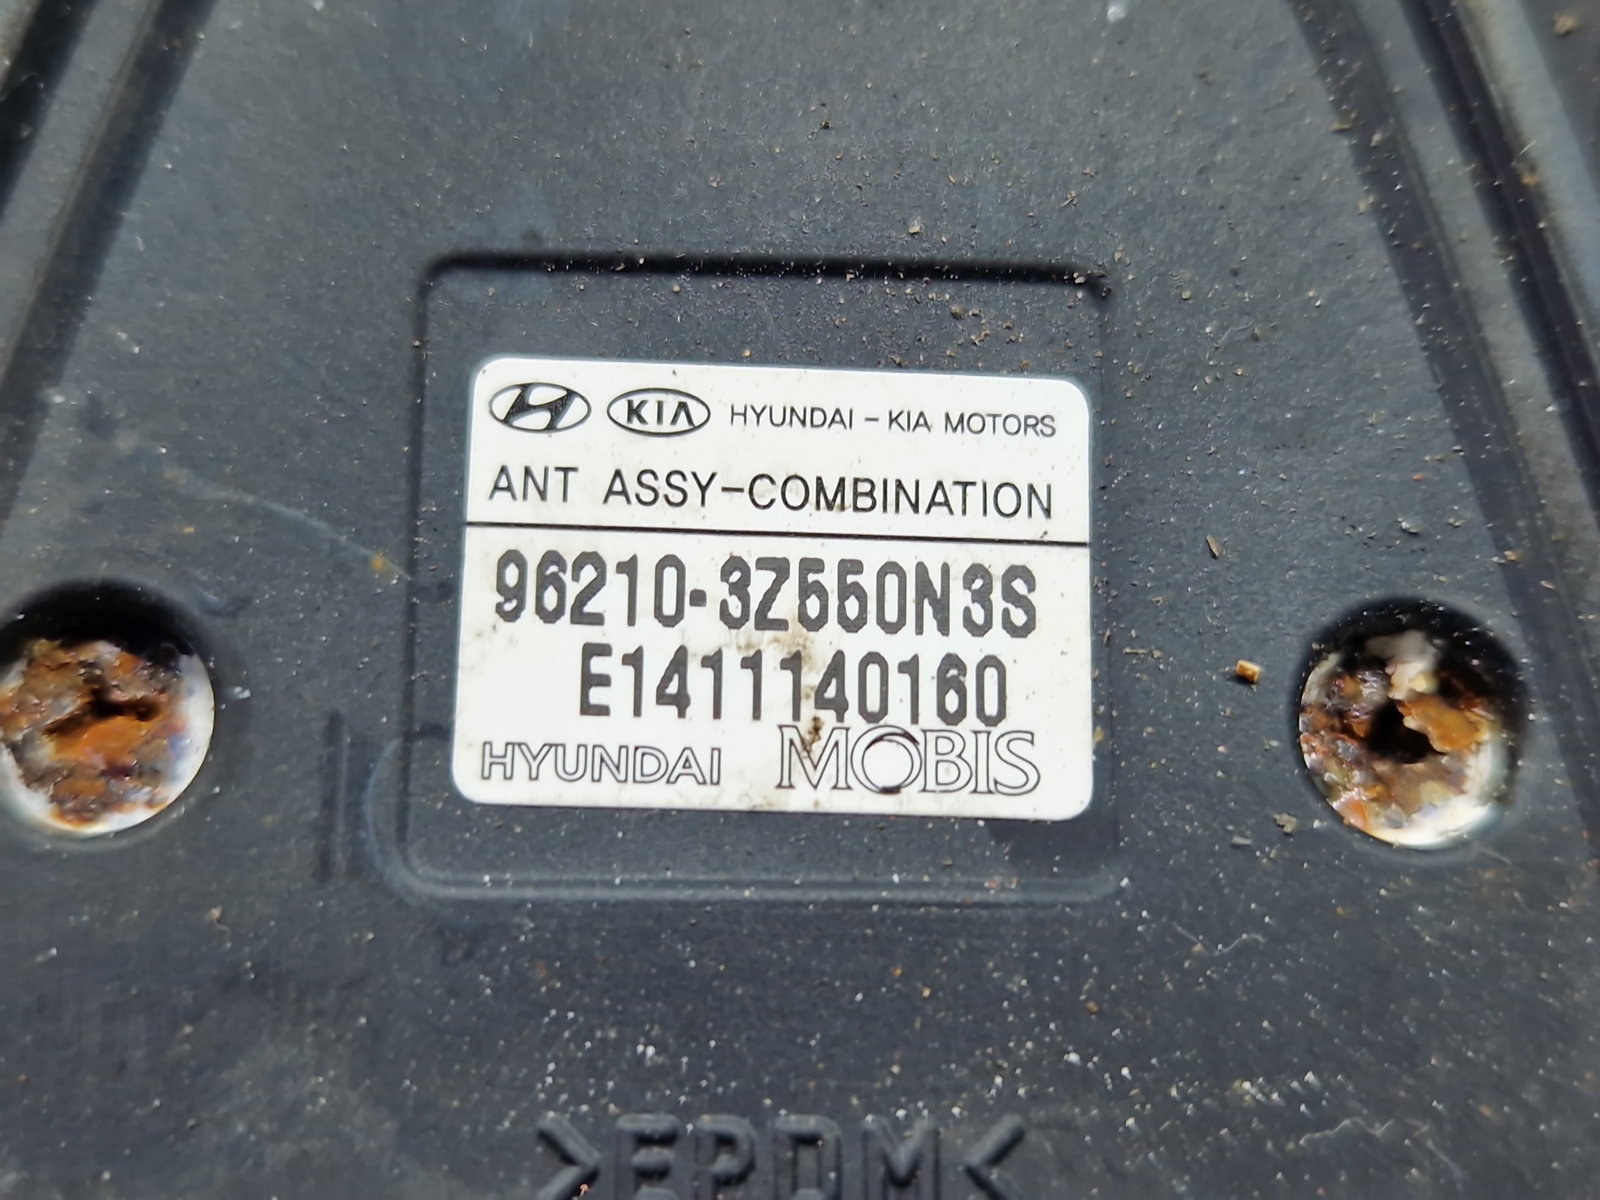 KIA HYUNDAI - KIA MOTORS
ANT ASSY-COMBINATION
96210-3Z550N3S
E1411140160
HYUNDAI MOBIS
>EPDM<